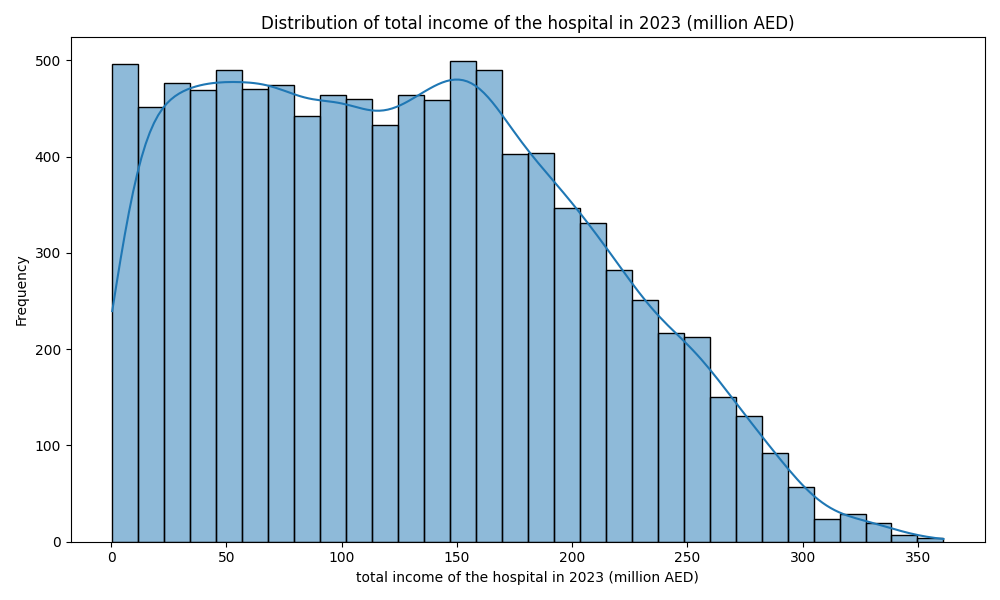 Distribution of total income of the hospital in 2023 (million AED)
500
400
300
200
100
0
Frequency
0 50 100 150 200 250 300 350
total income of the hospital in 2023 (million AED)